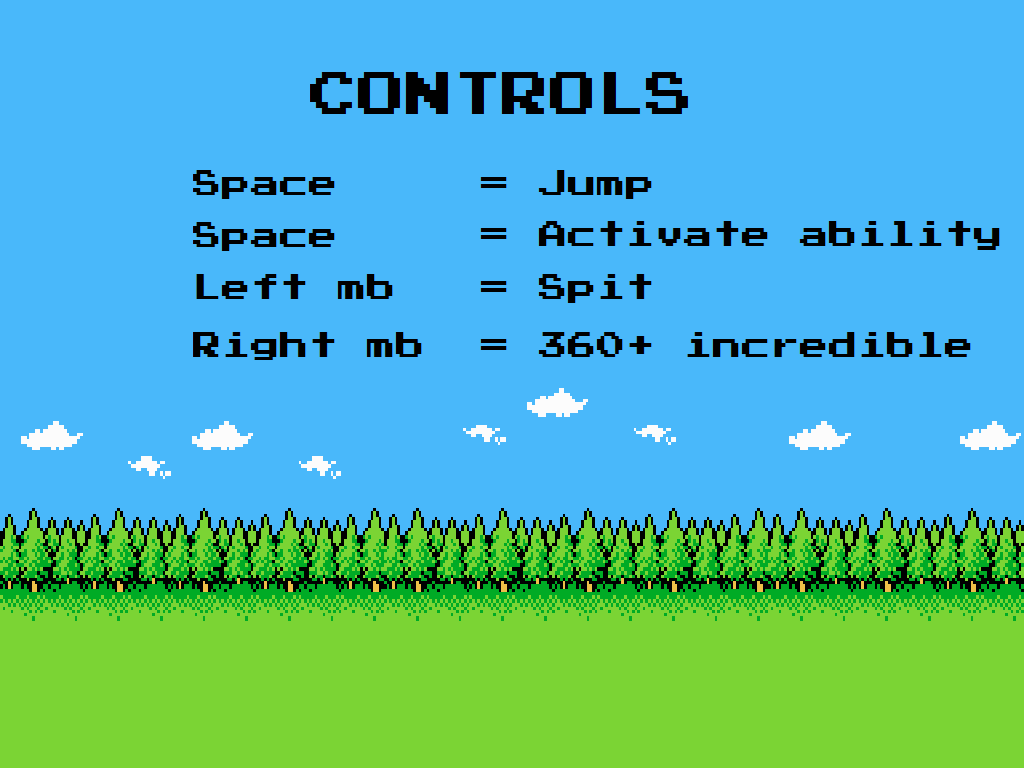 CONTROLS
Space = Jump
Space = Activate ability
Left mb = Spit
Right mb = 360+ incredible